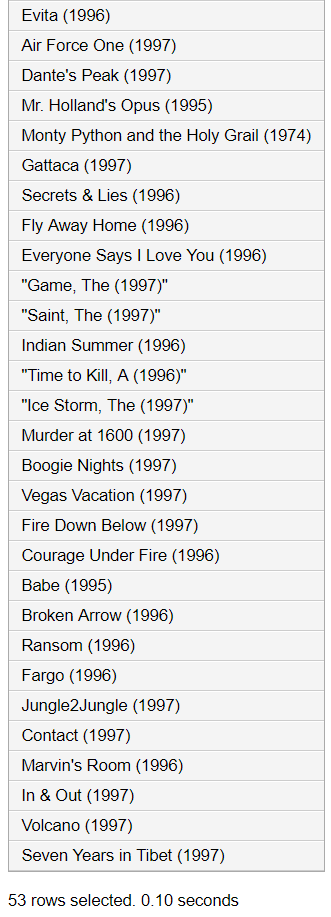 Evita (1996)
Air Force One (1997)
Dante's Peak (1997)
Mr. Holland's Opus (1995)
Monty Python and the Holy Grail (1974)
Gattaca (1997)
Secrets & Lies (1996)
Fly Away Home (1996)
Everyone Says I Love You (1996)
"Game, The (1997)"
"Saint, The (1997)"
Indian Summer (1996)
"Time to Kill, A (1996)"
"Ice Storm, The (1997)"
Murder at 1600 (1997)
Boogie Nights (1997)
Vegas Vacation (1997)
Fire Down Below (1997)
Courage Under Fire (1996)
Babe (1995)
Broken Arrow (1996)
Ransom (1996)
Fargo (1996)
Jungle2Jungle (1997)
Contact (1997)
Marvin's Room (1996)
In & Out (1997)
Volcano (1997)
Seven Years in Tibet (1997)
53 rows selected. 0.10 seconds